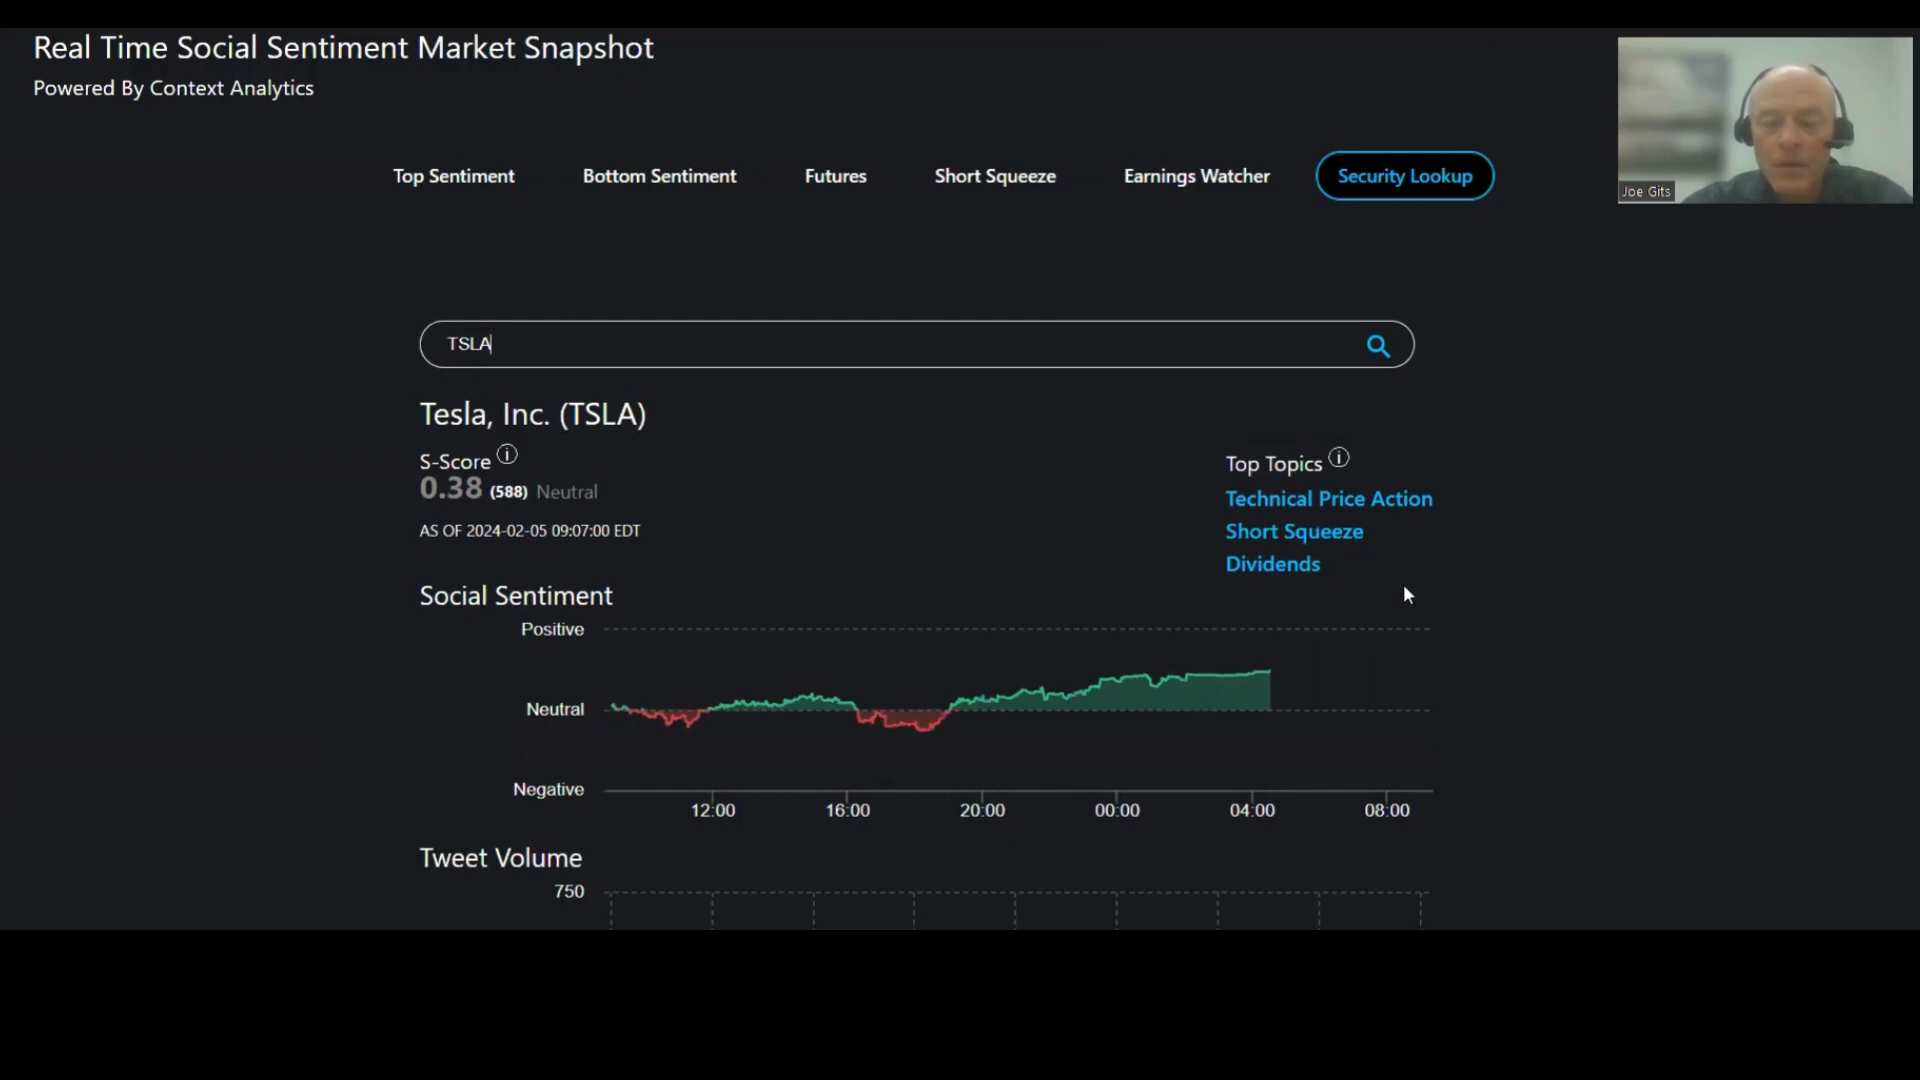 Real Time Social Sentiment Market Snapshot
Powered By Context Analytics
Joe Gits
Top Sentiment Bottom Sentiment Futures Short Squeeze Earnings Watcher Security Lookup
TSLA
Tesla, Inc. (TSLA)
S-Score
0.38 (588) Neutral
AS OF 2024-02-05 09:07:00 EDT
Top Topics
Technical Price Action
Short Squeeze
Dividends
Social Sentiment
Positive
Neutral
Negative
12:00 16:00 20:00 00:00 04:00 08:00
Tweet Volume
750